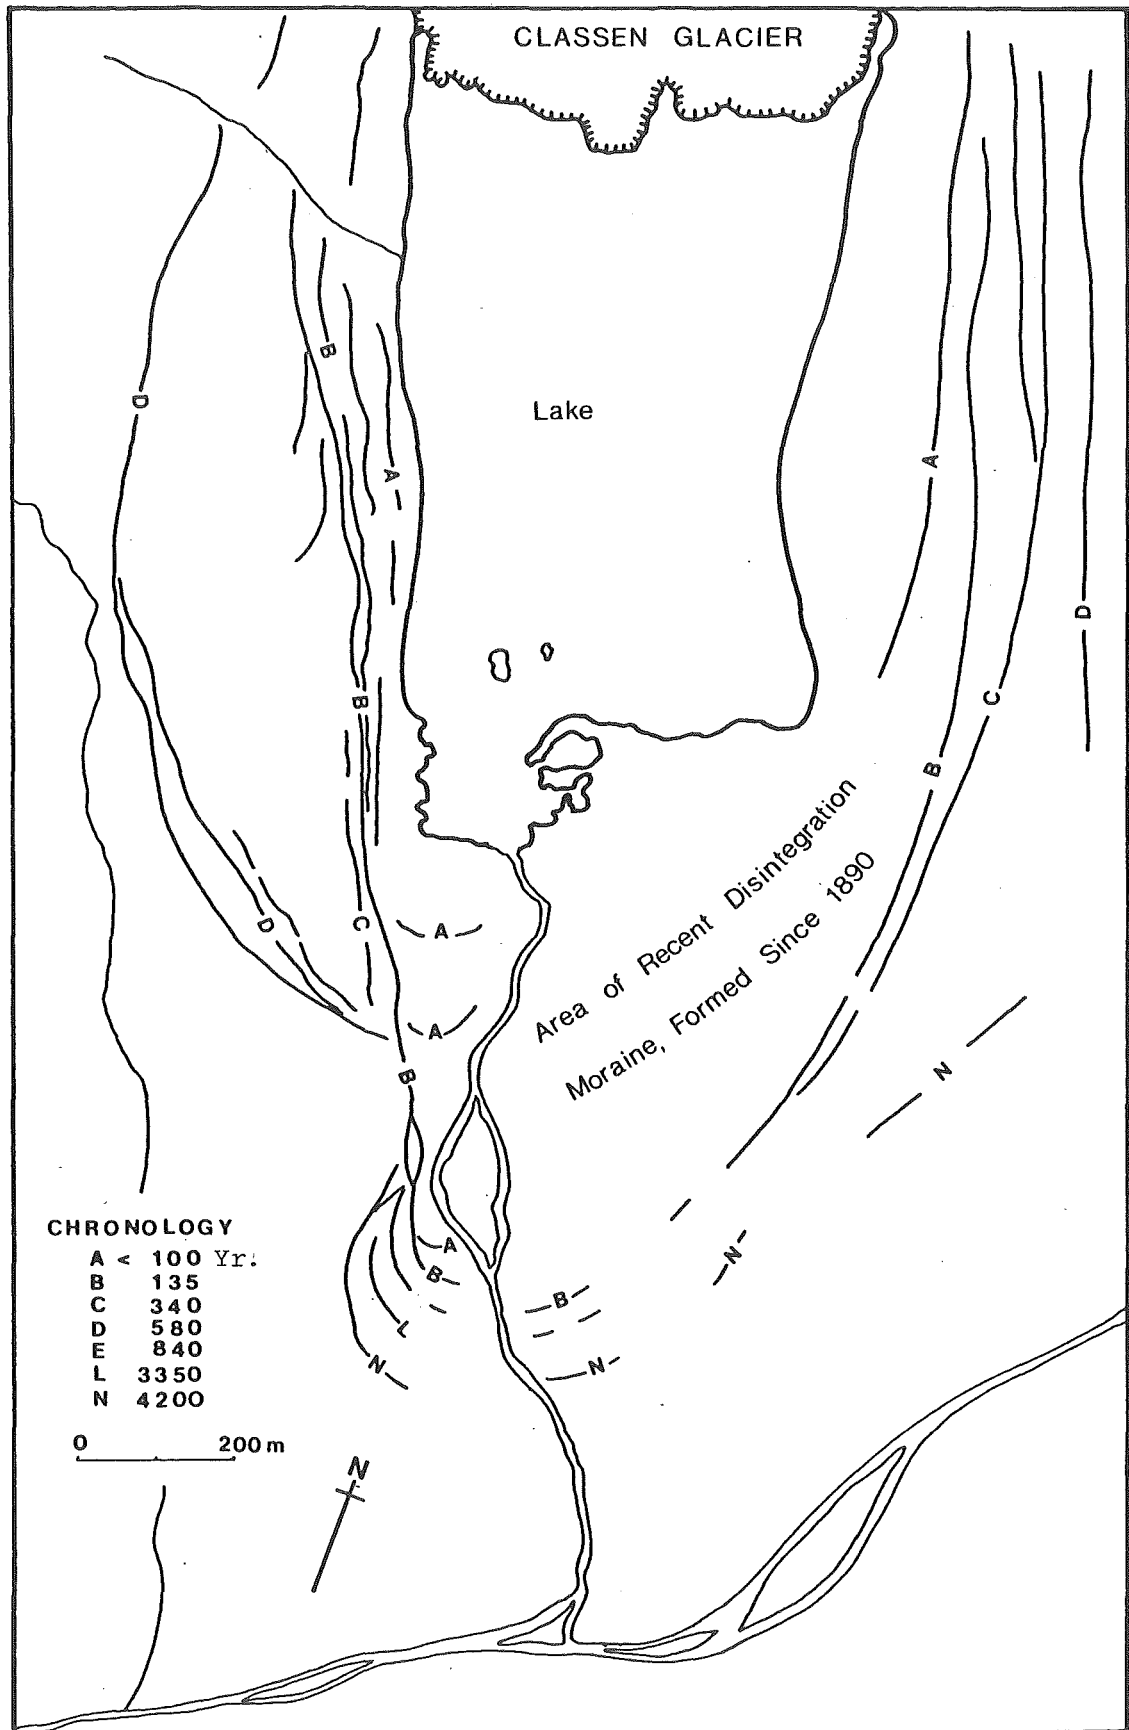 CLASSEN GLACIER
B
D
Lake
A
A
D
B
C
B
Area of Recent Disintegration
Moraine, Formed Since 1890
D
C
A
A
N
B
CHRONOLOGY
A < 100 Yr.
B 135
C 340
D 580
E 840
L 3350
N 4200
A
B
N
B
L
N
N
0 200 m
N